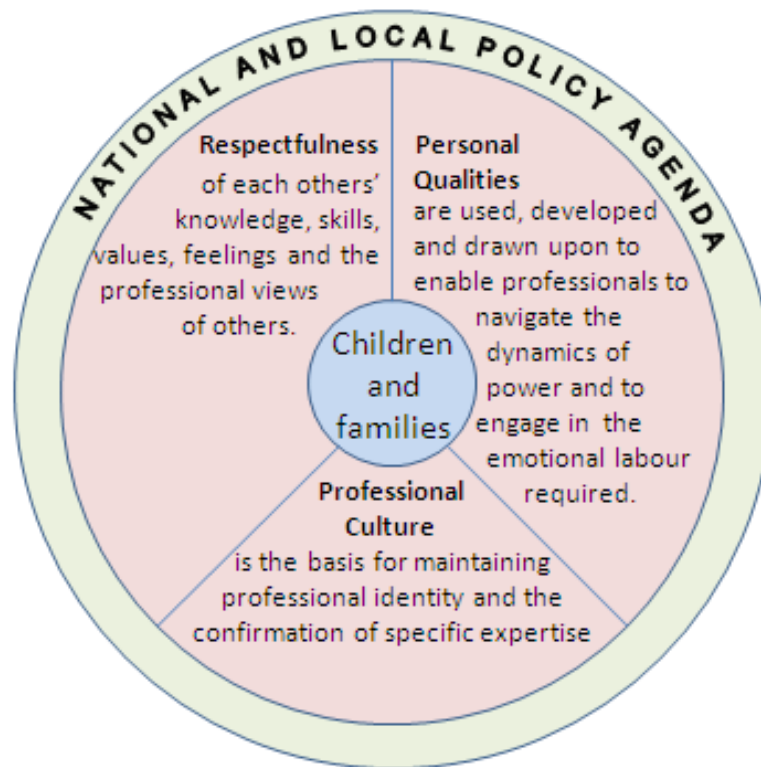 NATIONAL AND LOCAL POLICY AGENDA
Respectfulness
of each others’
knowledge, skills,
values, feelings and the
professional views
of others.
Personal
Qualities
are used, developed
and drawn upon to
enable professionals to
navigate the
dynamics of
power and to
engage in the
emotional labour
required.
Children
and
families
Professional
Culture
is the basis for maintaining
professional identity and the
confirmation of specific expertise